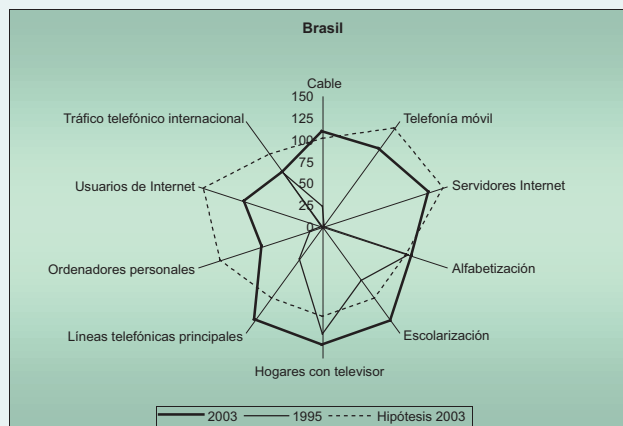 Brasil
Cable
150
125
100
75
50
25
0
Tráfico telefónico internacional
Telefonía móvil
Usuarios de Internet
Servidores Internet
Ordenadores personales
Alfabetización
Líneas telefónicas principales
Escolarización
Hogares con televisor
2003 1995 Hipótesis 2003